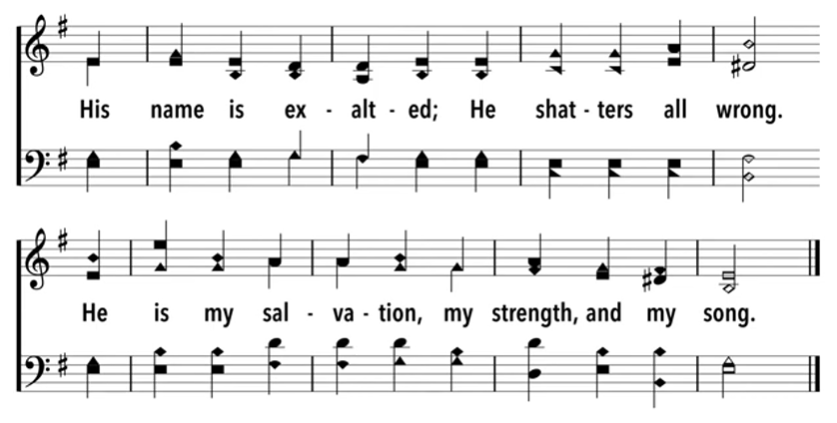 His name is ex - alt - ed; He shat - ters all wrong.
He is my sal - va - tion, my strength, and my song.